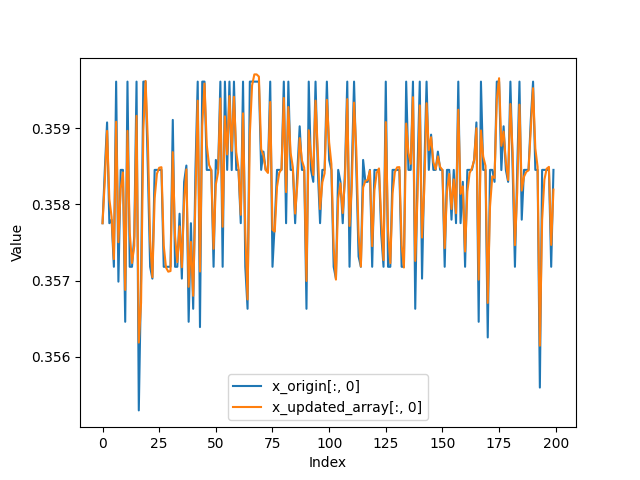 0.359
0.358
0.357
0.356
Value
x_origin[:, 0]
x_updated_array[:, 0]
0 25 50 75 100 125 150 175 200
Index